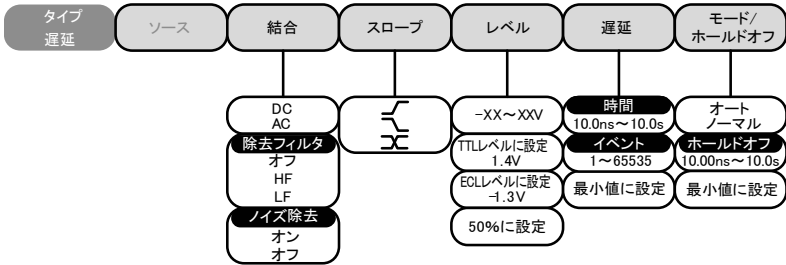 タイプ
遅延
ソース
結合
スロープ
レベル
遅延
モード/
ホールドオフ
DC
AC
除去フィルタ
オフ
HF
LF
ノイズ除去
オン
オフ
-XX～XXV
TTLレベルに設定
1.4V
ECLレベルに設定
-1.3V
50%に設定
時間
10.0ns～10.0s
イベント
1～65535
最小値に設定
オート
ノーマル
ホールドオフ
10.00ns～10.0s
最小値に設定